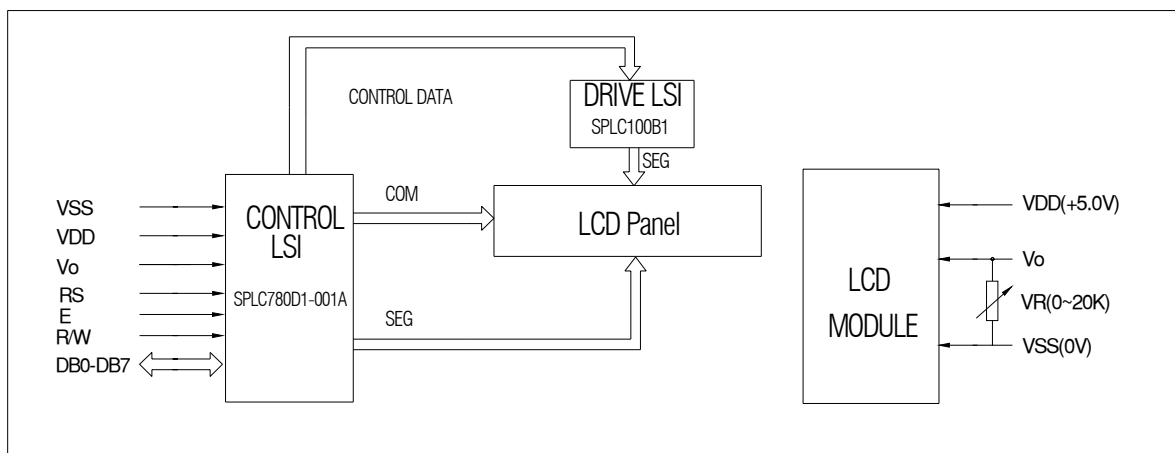 CONTROL DATA
DRIVE LSI
SPLC100B1
SEG
COM
VSS
VDD
Vo
RS
E
R/W
DB0-DB7
CONTROL
LSI
SPLC780D1-001A
LCD Panel
SEG
LCD
MODULE
VDD(+5.0V)
Vo
VR(0~20K)
VSS(0V)